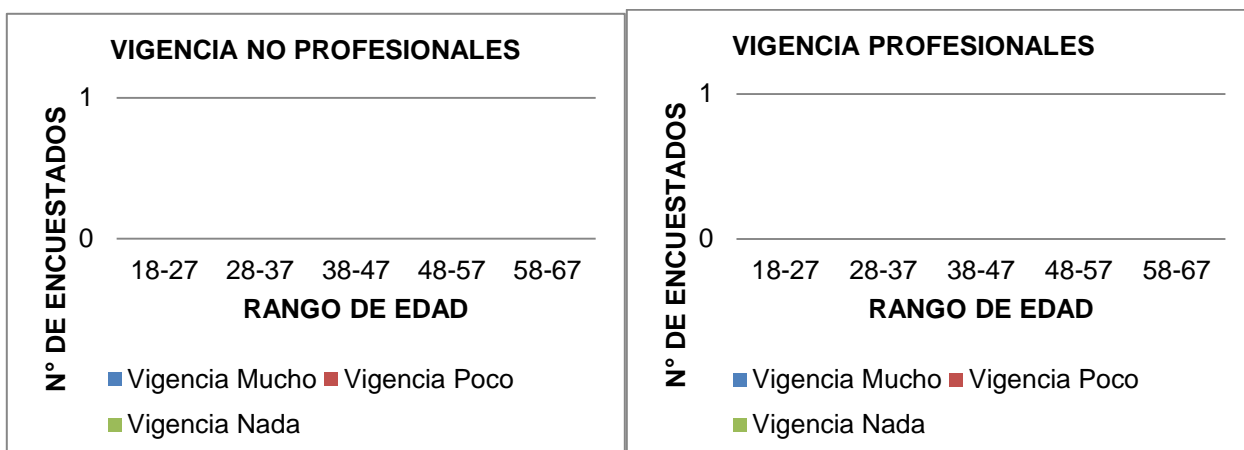 VIGENCIA NO PROFESIONALES
N° DE ENCUESTADOS
1
0
18-27 28-37 38-47 48-57 58-67
RANGO DE EDAD
Vigencia Mucho Vigencia Poco
Vigencia Nada
VIGENCIA PROFESIONALES
N° DE ENCUESTADOS
1
0
18-27 28-37 38-47 48-57 58-67
RANGO DE EDAD
Vigencia Mucho Vigencia Poco
Vigencia Nada